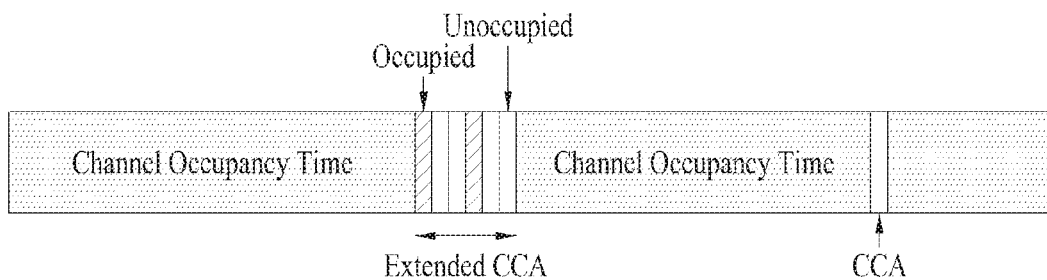 Unoccupied
Occupied
Channel Occupancy Time
Channel Occupancy Time
Extended CCA
CCA